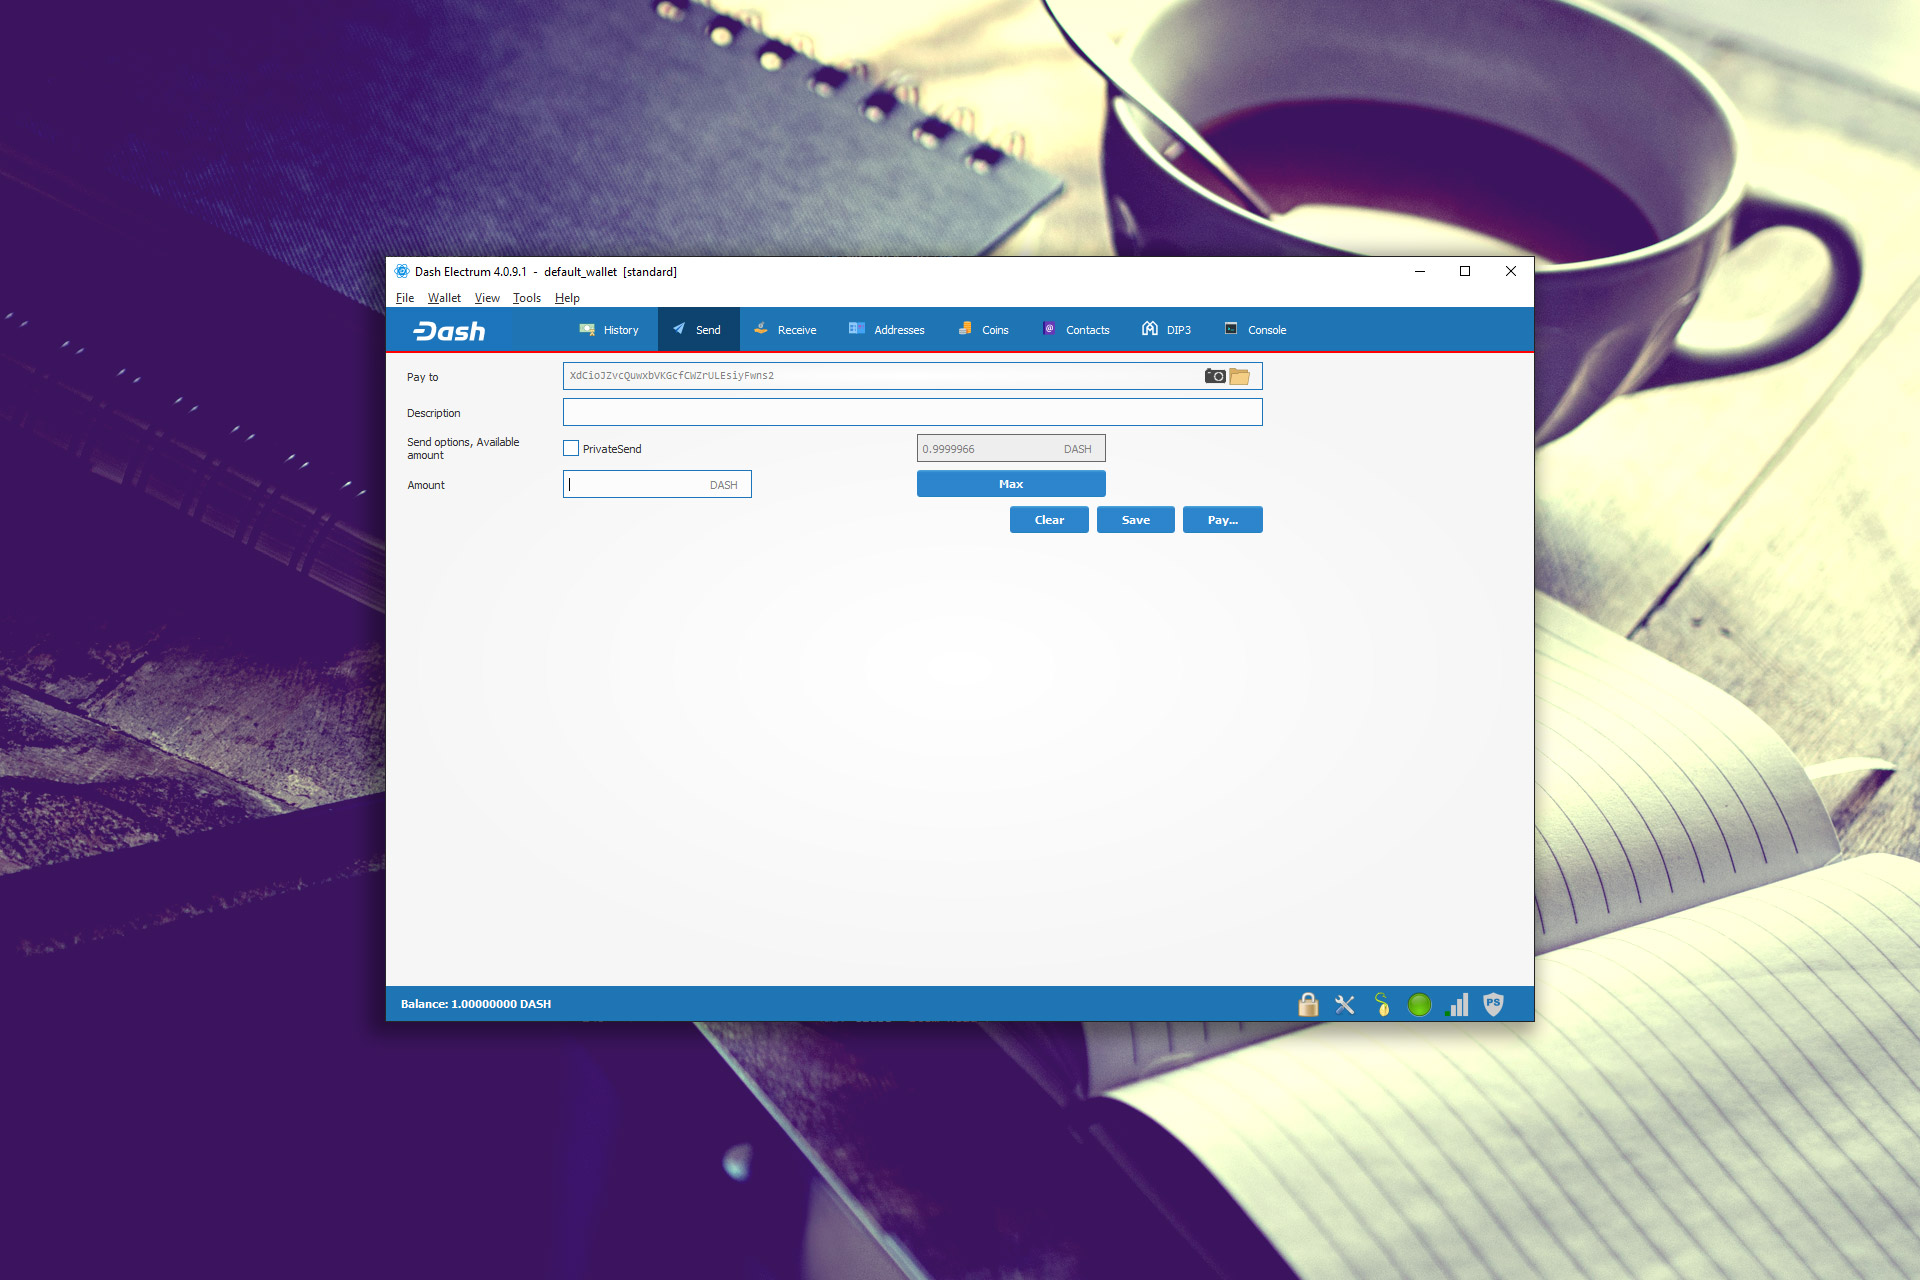 Dash Electrum 4.0.9.1 - default_wallet [standard]
File Wallet View Tools Help
Dash History Send Receive Addresses Coins @ Contacts DIP3 Console
Pay to XdCioJZvcQuwxbVKGcfCWZrULEsiyFwns2
Description
Send options, Available
amount
PrivateSend 0.9999966 DASH
Amount DASH Max
Clear Save Pay...
Balance: 1.00000000 DASH PS